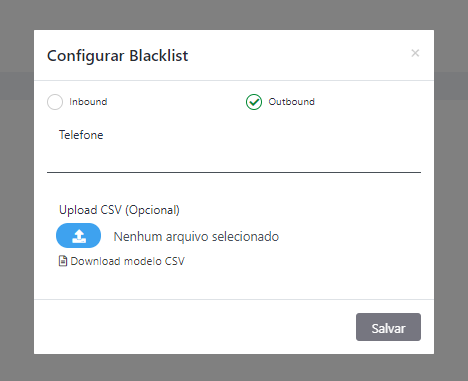 Configurar Blacklist
×
Inbound
Outbound
Telefone
Upload CSV (Opcional)
Nenhum arquivo selecionado
Download modelo CSV
Salvar